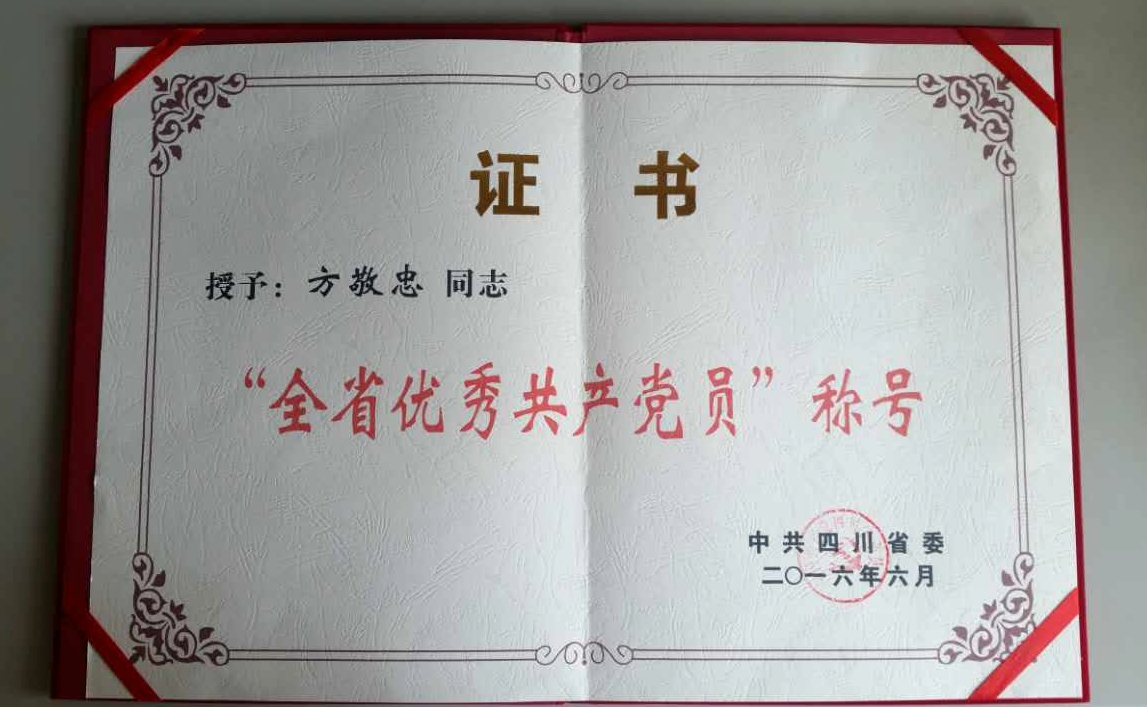 证书
授予：方敬忠 同志
“全省优秀共产党员”称号
中共四川省委
二〇一六年六月